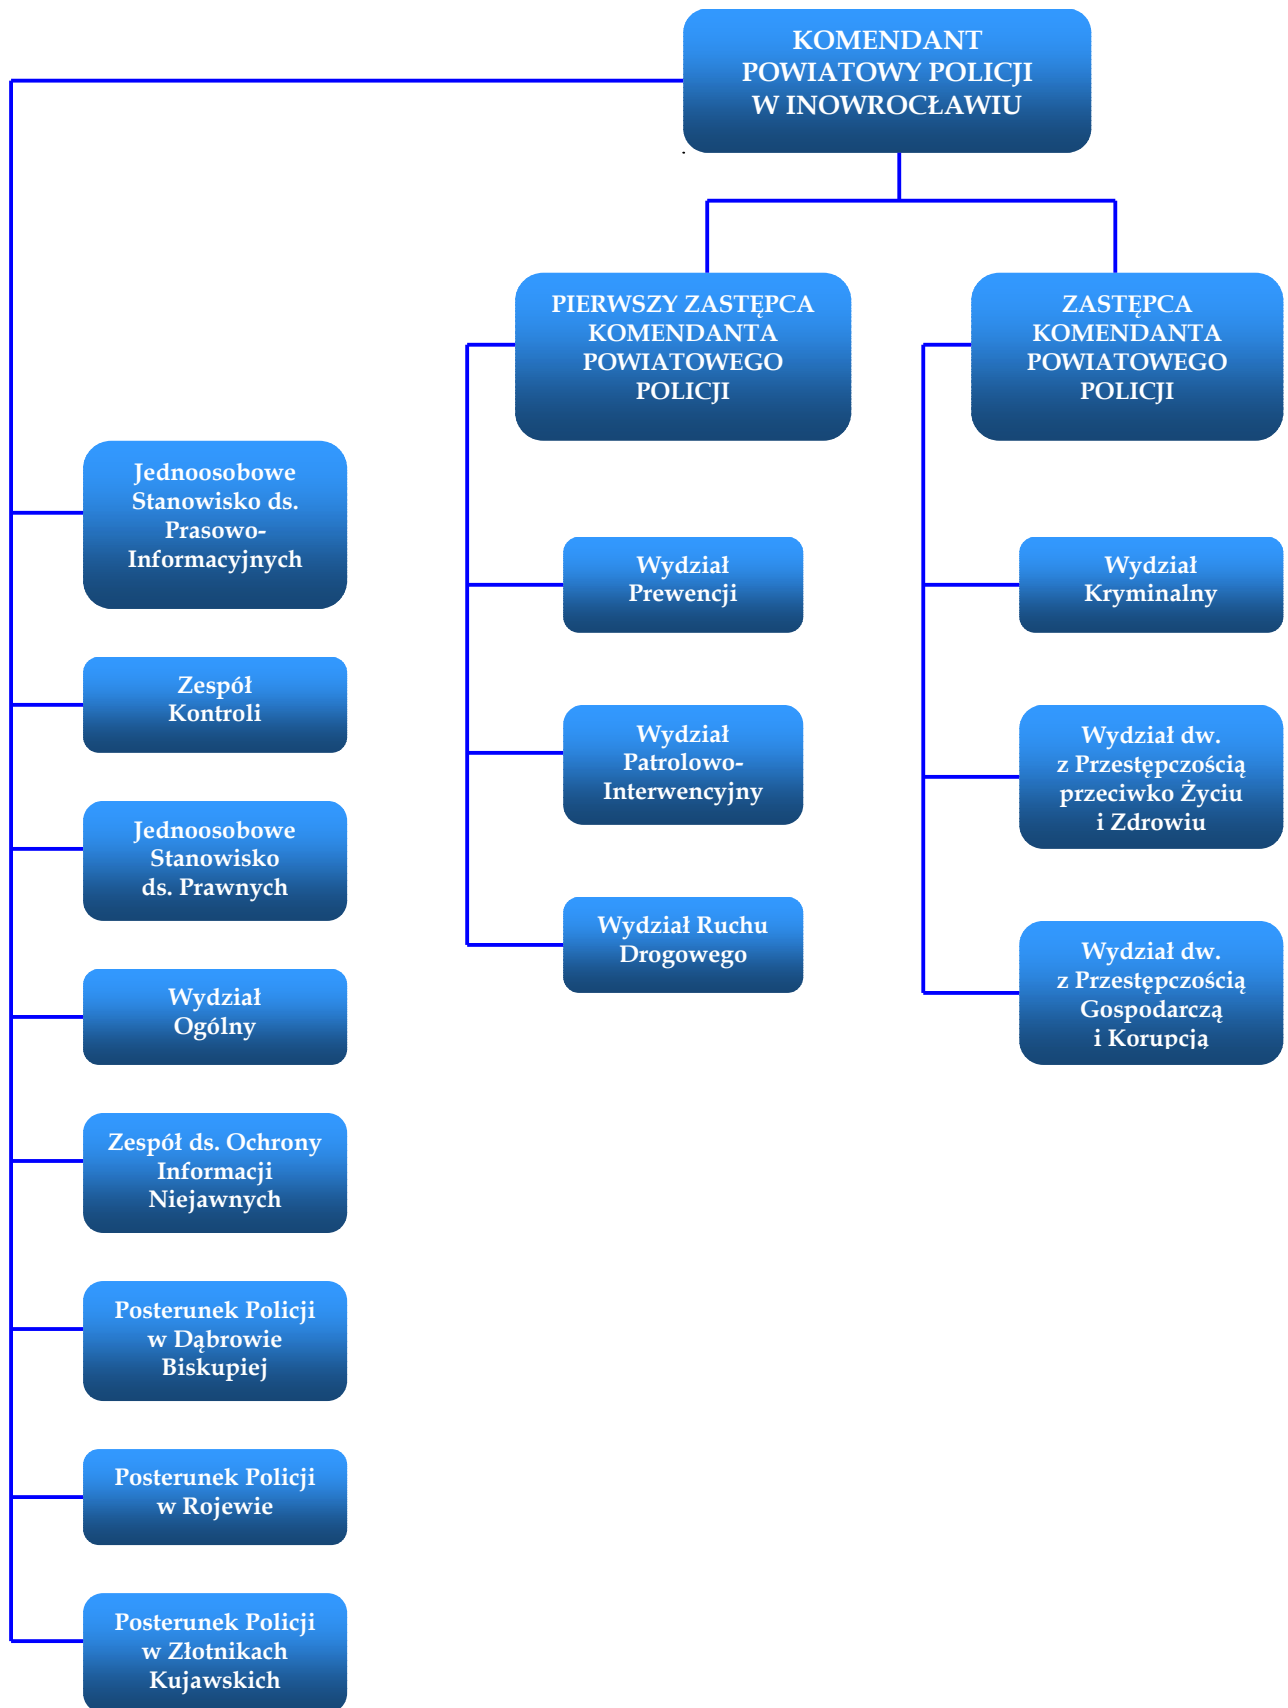 KOMENDANT
POWIATOWY POLICJI
W INOWROCŁAWIU
PIERWSZY ZASTĘPCA
KOMENDANTA
POWIATOWEGO
POLICJI
ZASTĘPCA
KOMENDANTA
POWIATOWEGO
POLICJI
Jednoosobowe
Stanowisko ds.
Prasowo-
Informacyjnych
Zespół
Kontroli
Jednoosobowe
Stanowisko
ds. Prawnych
Wydział
Ogólny
Zespół ds. Ochrony
Informacji
Niejawnych
Posterunek Policji
w Dąbrowie
Biskupiej
Posterunek Policji
w Rojewie
Posterunek Policji
w Złotnikach
Kujawskich
Wydział
Prewencji
Wydział
Patrolowo-
Interwencyjny
Wydział Ruchu
Drogowego
Wydział
Kryminalny
Wydział dw.
z Przestępczością
przeciwko Życiu
i Zdrowiu
Wydział dw.
z Przestępczością
Gospodarczą
i Korupcją